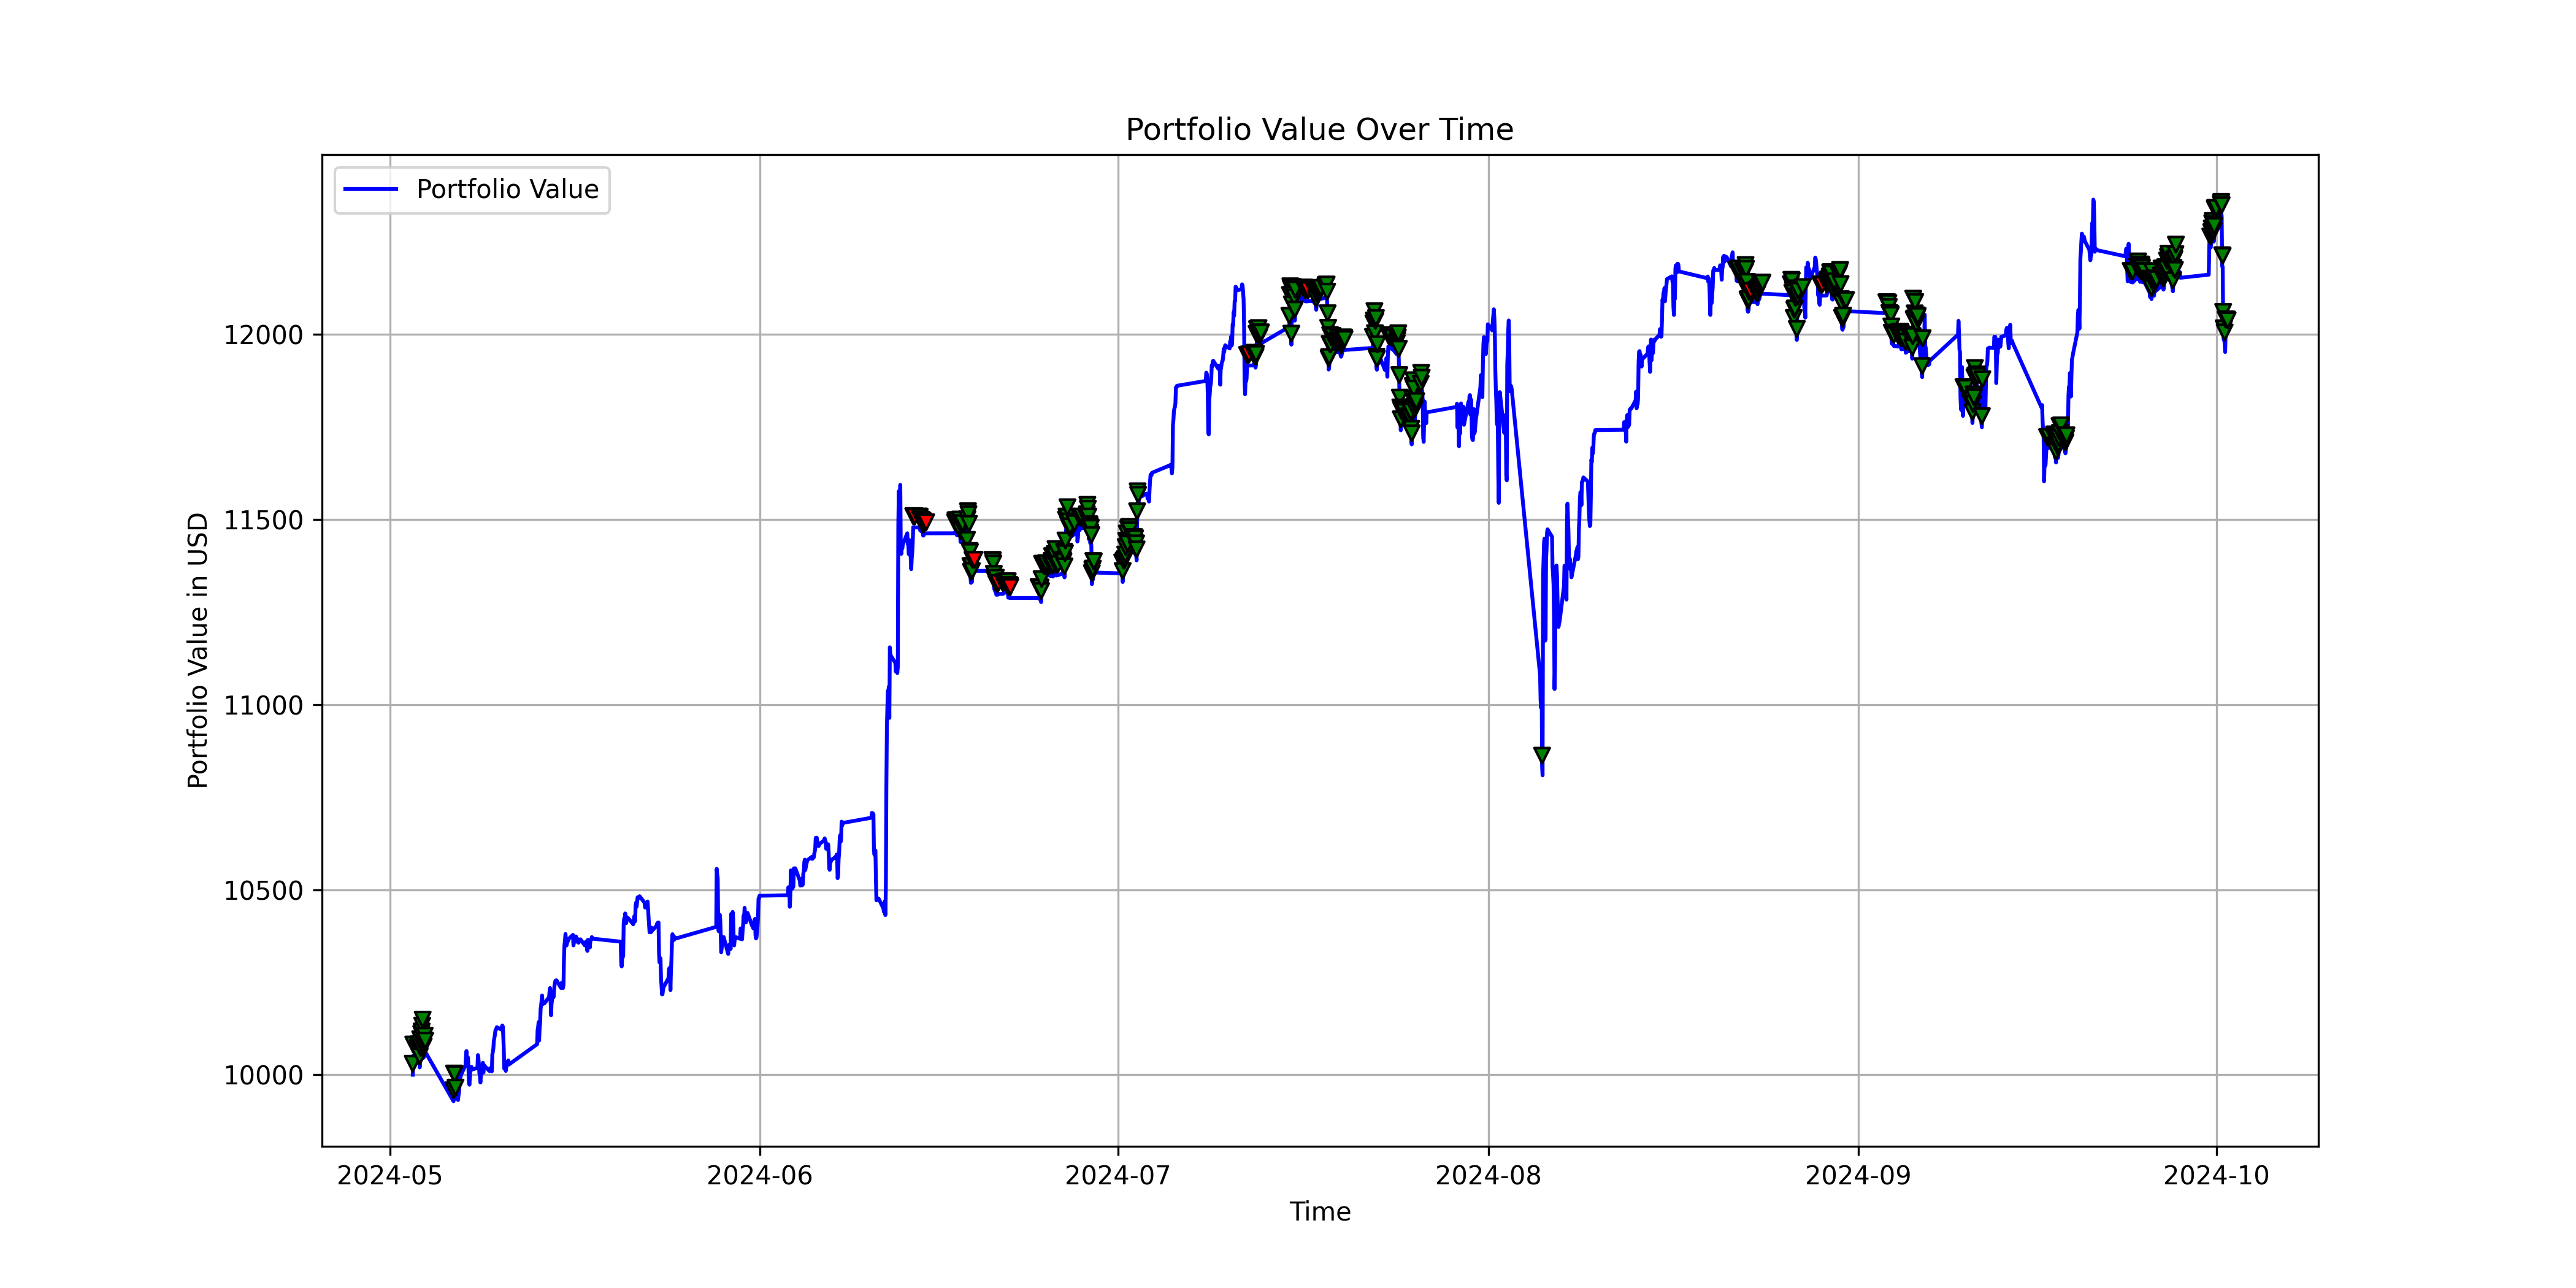 Portfolio Value Over Time
Portfolio Value
12000
11500
11000
10500
10000
Portfolio Value in USD
2024-05 2024-06 2024-07 2024-08 2024-09 2024-10
Time